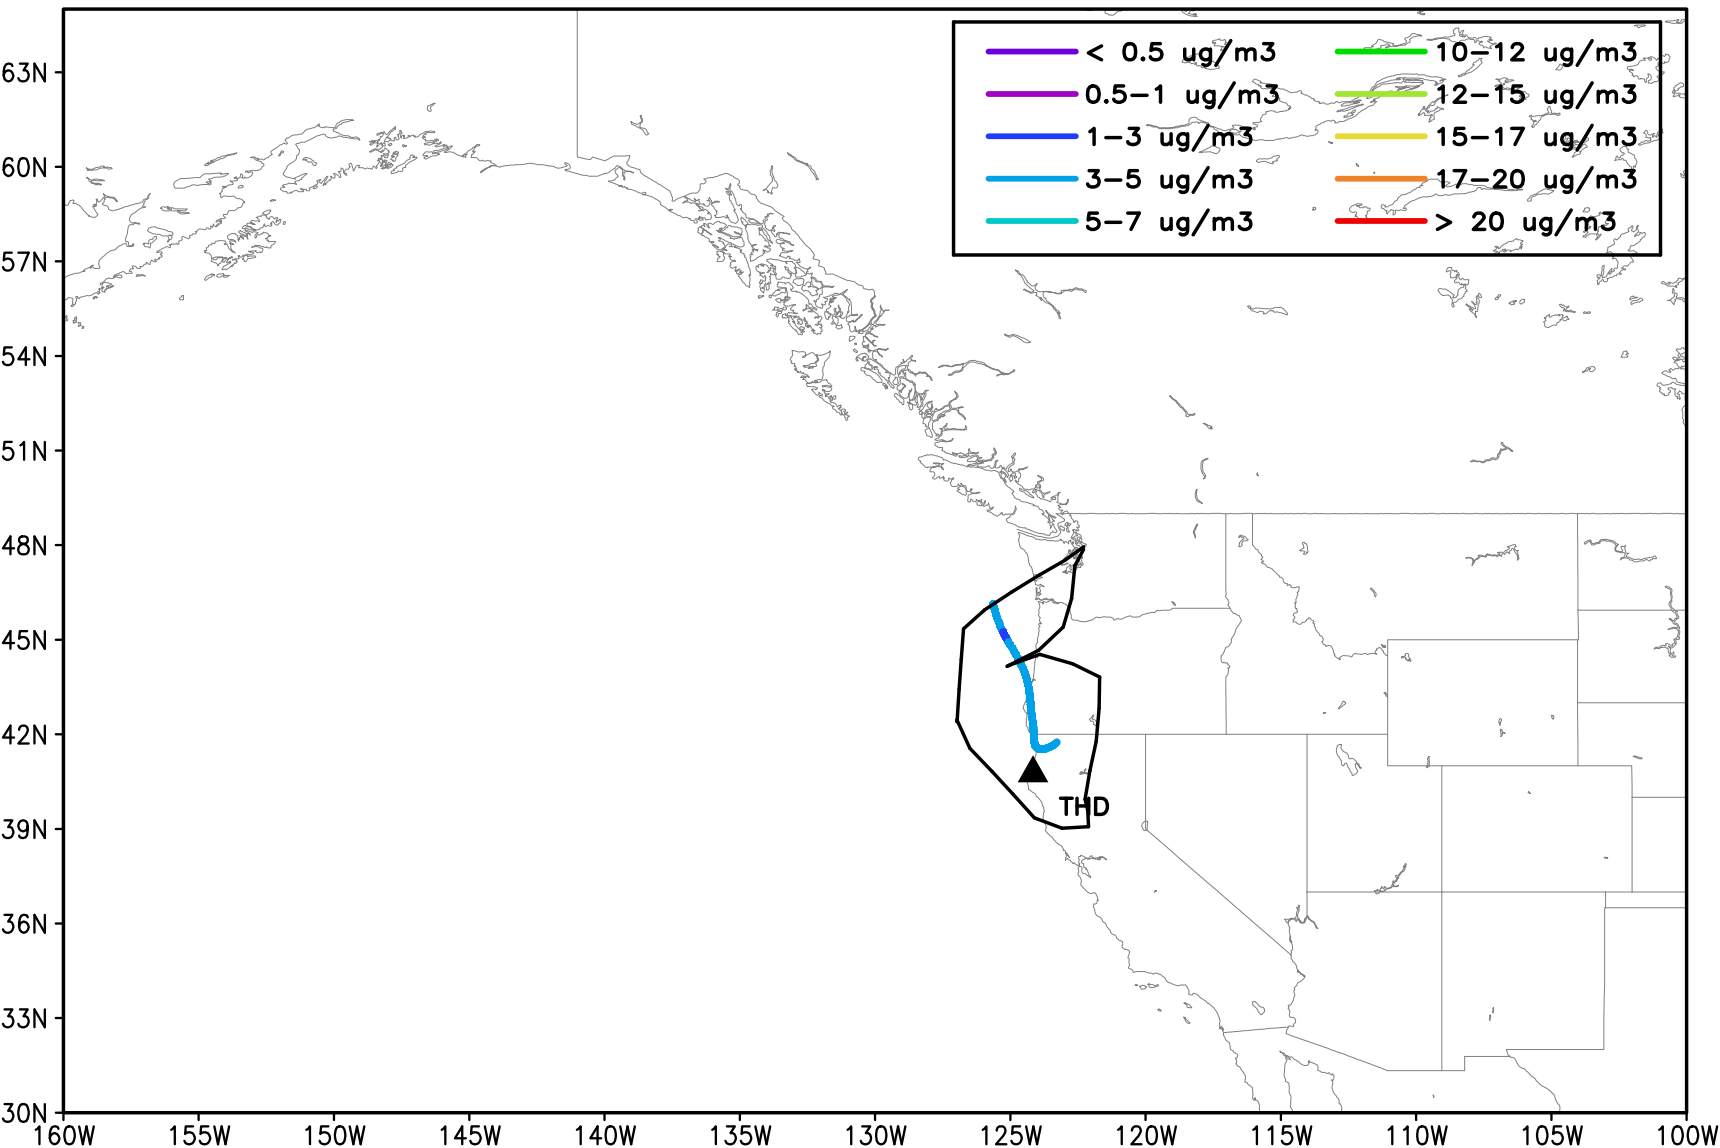 < 0.5 ug/m3
0.5-1 ug/m3
1-3 ug/m3
3-5 ug/m3
5-7 ug/m3
10-12 ug/m3
12-15 ug/m3
15-17 ug/m3
17-20 ug/m3
> 20 ug/m3
63N
60N
57N
54N
51N
48N
45N
42N
39N
36N
33N
30N
THD
160W 155W 150W 145W 140W 135W 130W 125W 120W 115W 110W 105W 100W